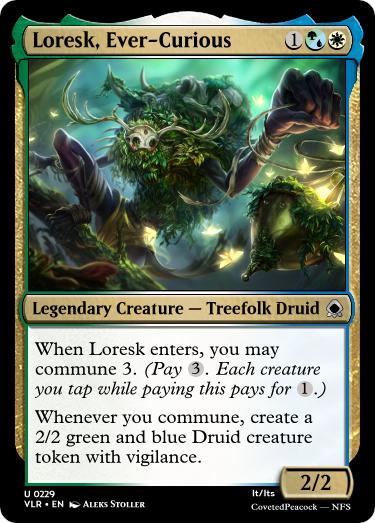 Loresk, Ever-Curious 1
Legendary Creature — Treefolk Druid
When Loresk enters, you may
commune 3. (Pay 3. Each creature
you tap while paying this pays for 1.)
Whenever you commune, create a
2/2 green and blue Druid creature
token with vigilance.
2/2
U 0229
It/Its
VLR • EN Aleks Stoller
CovetedPeacock — NFS